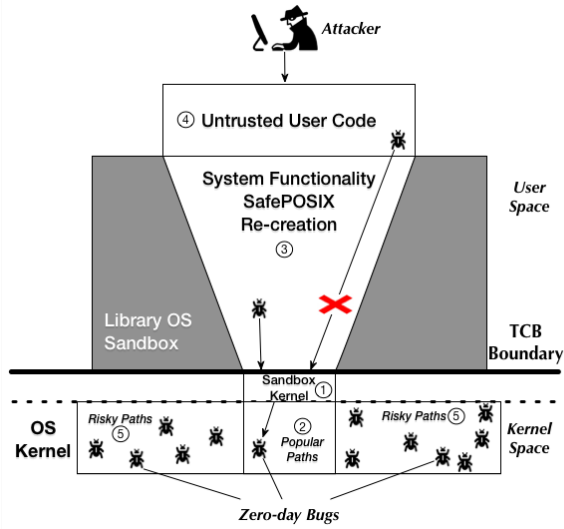 Attacker
④ Untrusted User Code
System Functionality
SafePOSIX
Re-creation
③
User
Space
Library OS
Sandbox
TCB
Boundary
Sandbox
Kernel ①
OS
Kernel
Risky Paths
⑤
②
Popular
Paths
Risky Paths ⑤
Kernel
Space
Zero-day Bugs